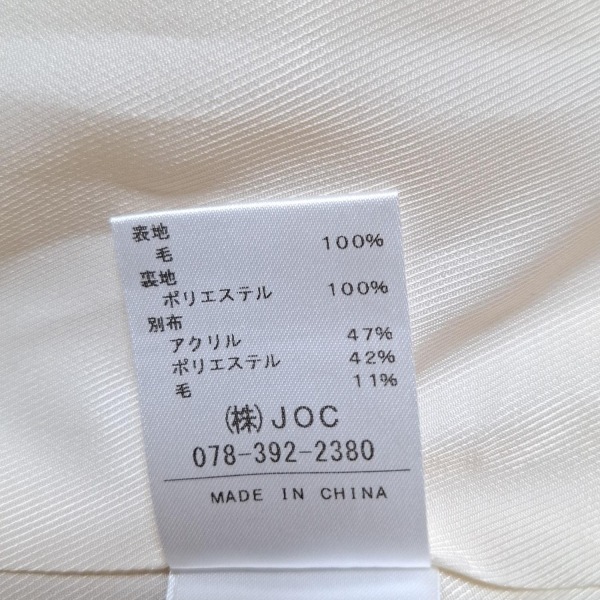 表地
毛 100%
裏地
ポリエステル 100%
別布
アクリル 47%
ポリエステル 42%
毛 11%
(株)JOC
078-392-2380
MADE IN CHINA